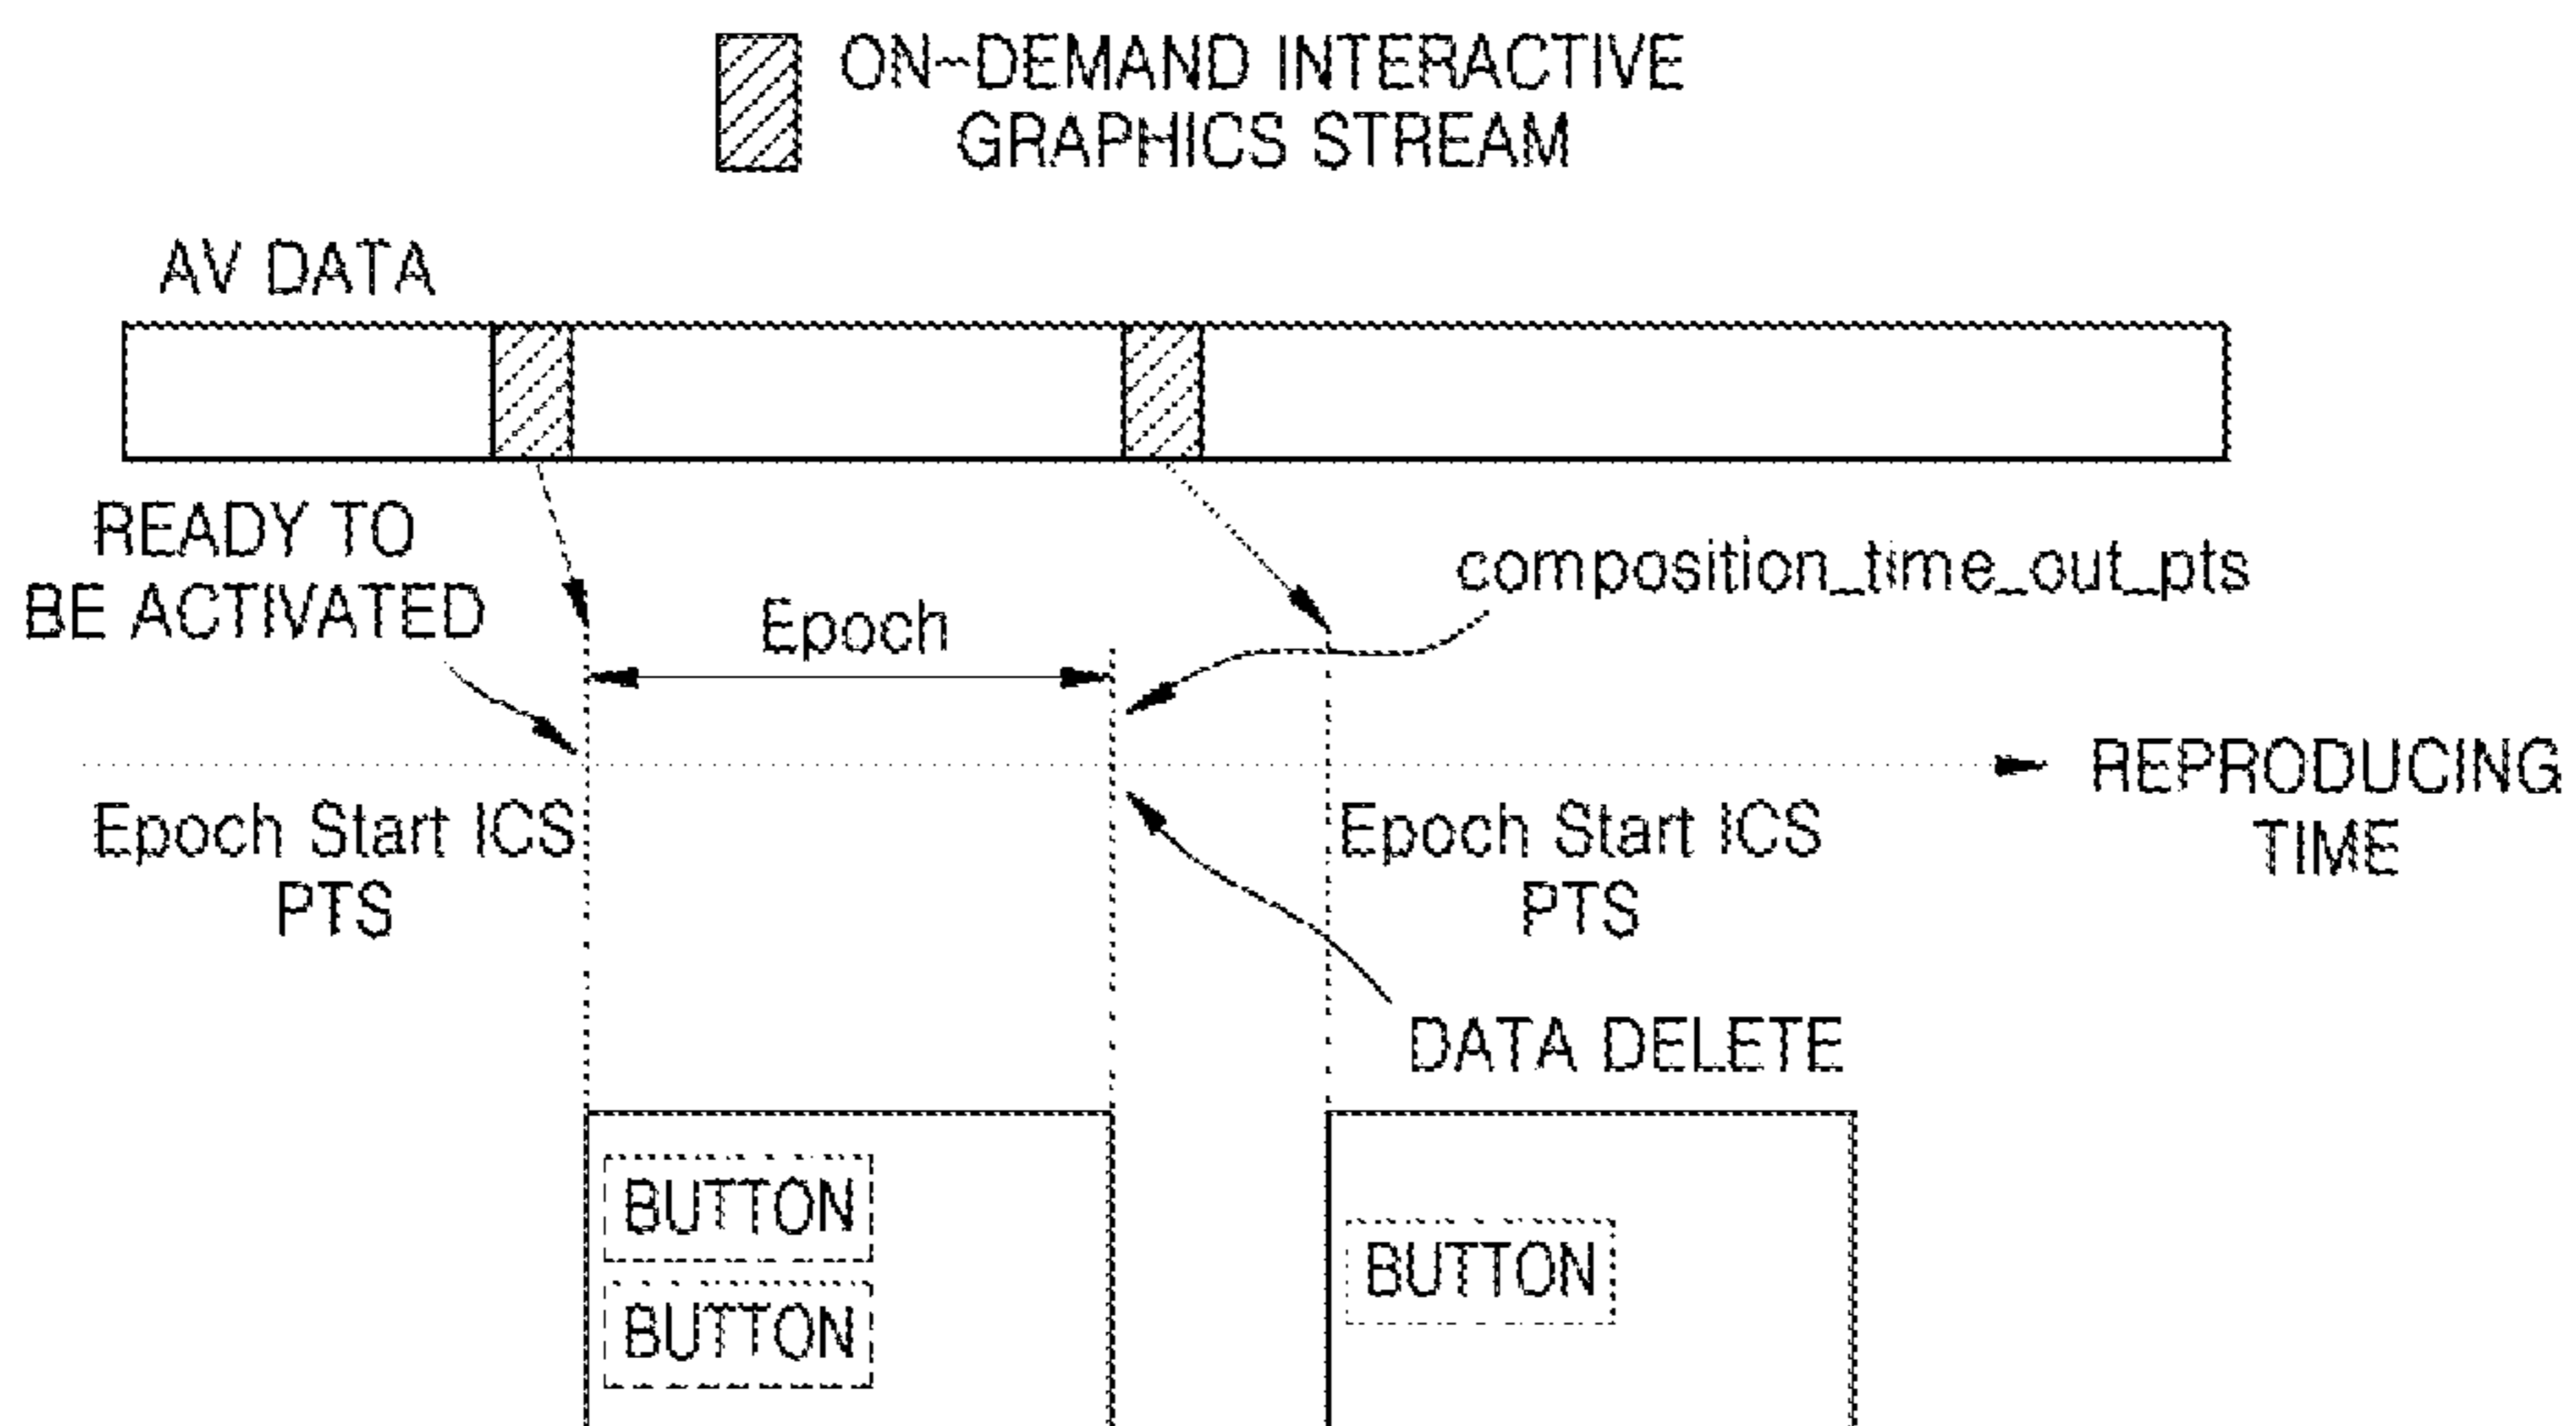 ON-DEMAND INTERACTIVE
GRAPHICS STREAM
AV DATA
READY TO
BE ACTIVATED
Epoch
composition_time_out_pts
REPRODUCING
TIME
Epoch Start ICS
PTS
Epoch Start ICS
PTS
DATA DELETE
BUTTON
BUTTON
BUTTON